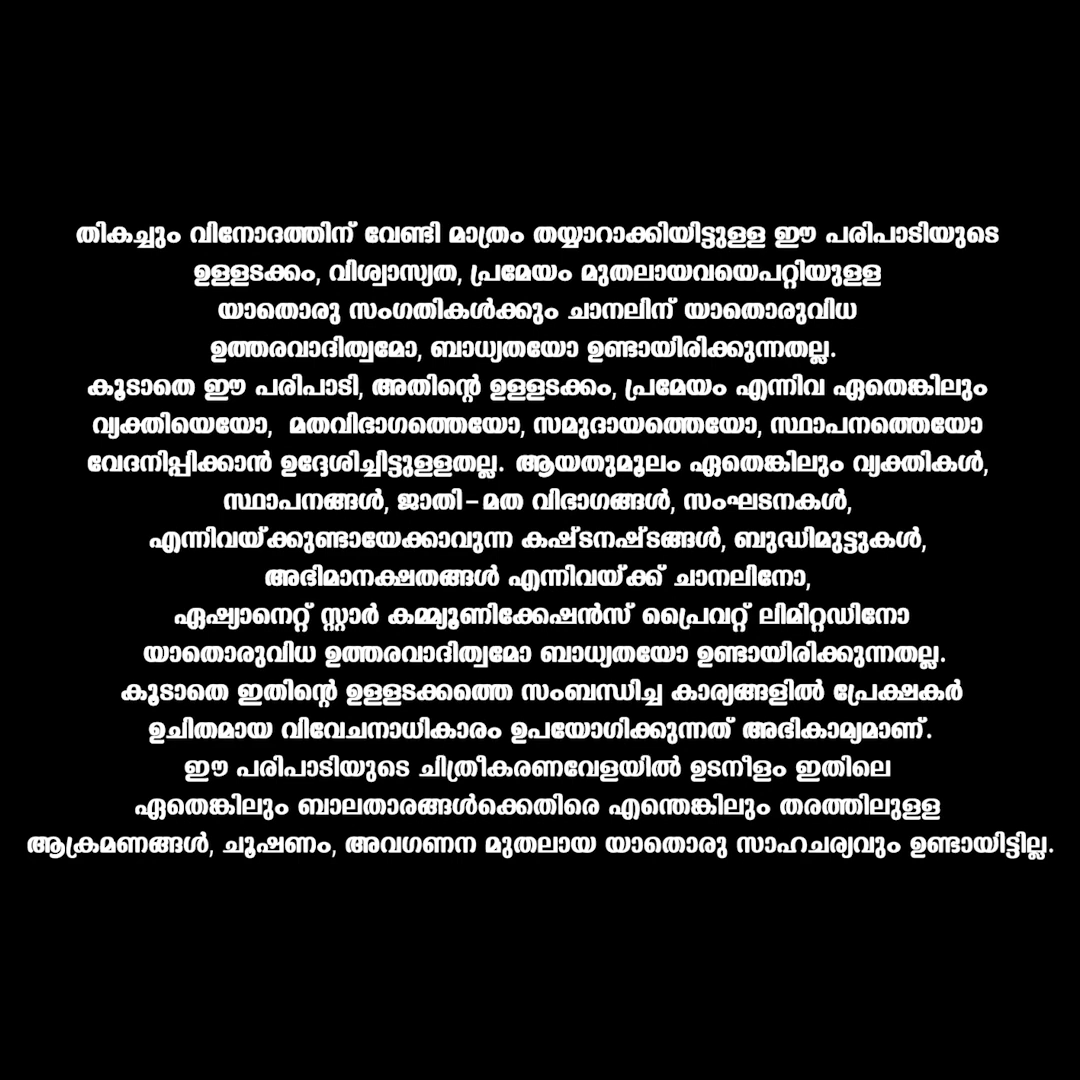 തികച്ചും വിനോദത്തിന് വേണ്ടി മാത്രം തയ്യാറാക്കിയിട്ടുള്ള ഈ പരിപാടിയുടെ
ഉള്ളടക്കം, വിശ്വാസ്യത, പ്രമേയം മുതലായവയെപറ്റിയുള്ള
യാതൊരു സംഗതികൾക്കും ചാനലിന് യാതൊരുവിധ
ഉത്തരവാദിത്വമോ, ബാധ്യതയോ ഉണ്ടായിരിക്കുന്നതല്ല.
കൂടാതെ ഈ പരിപാടി, അതിന്റെ ഉള്ളടക്കം, പ്രമേയം എന്നിവ ഏതെങ്കിലും
വ്യക്തിയെയോ, മതവിഭാഗത്തെയോ, സമുദായത്തെയോ, സ്ഥാപനത്തെയോ
വേദനിപ്പിക്കാൻ ഉദ്ദേശിച്ചിട്ടുള്ളതല്ല. ആയതുമൂലം ഏതെങ്കിലും വ്യക്തികൾ,
സ്ഥാപനങ്ങൾ, ജാതി-മത വിഭാഗങ്ങൾ, സംഘടനകൾ,
എന്നിവയ്ക്കുണ്ടായേക്കാവുന്ന കഷ്ടനഷ്ടങ്ങൾ, ബുദ്ധിമുട്ടുകൾ,
അഭിമാനക്ഷതങ്ങൾ എന്നിവയ്ക്ക് ചാനലിനോ,
ഏഷ്യാനെറ്റ് സ്റ്റാർ കമ്മ്യൂണിക്കേഷൻസ് പ്രൈവറ്റ് ലിമിറ്റഡിനോ
യാതൊരുവിധ ഉത്തരവാദിത്വമോ ബാധ്യതയോ ഉണ്ടായിരിക്കുന്നതല്ല.
കൂടാതെ ഇതിന്റെ ഉള്ളടക്കത്തെ സംബന്ധിച്ച കാര്യങ്ങളിൽ പ്രേക്ഷകർ
ഉചിതമായ വിവേചനാധികാരം ഉപയോഗിക്കുന്നത് അഭികാമ്യമാണ്.
ഈ പരിപാടിയുടെ ചിത്രീകരണവേളയിൽ ഉടനീളം ഇതിലെ
ഏതെങ്കിലും ബാലതാരങ്ങൾക്കെതിരെ എന്തെങ്കിലും തരത്തിലുള്ള
ആക്രമണങ്ങൾ, ചൂഷണം, അവഗണന മുതലായ യാതൊരു സാഹചര്യവും ഉണ്ടായിട്ടില്ല.